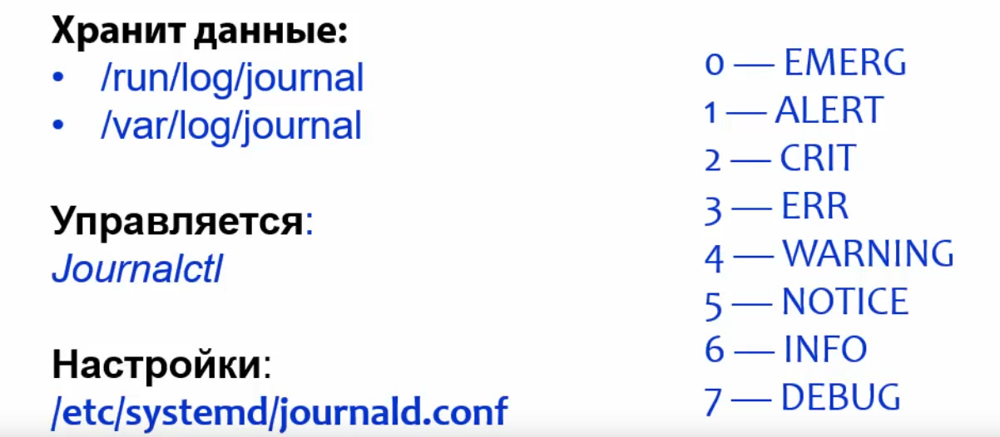 Хранит данные:
• /run/log/journal
• /var/log/journal
Управляется:
Journalctl
Настройки:
/etc/systemd/journald.conf
0 — EMERG
1 — ALERT
2 — CRIT
3 — ERR
4 — WARNING
5 — NOTICE
6 — INFO
7 — DEBUG